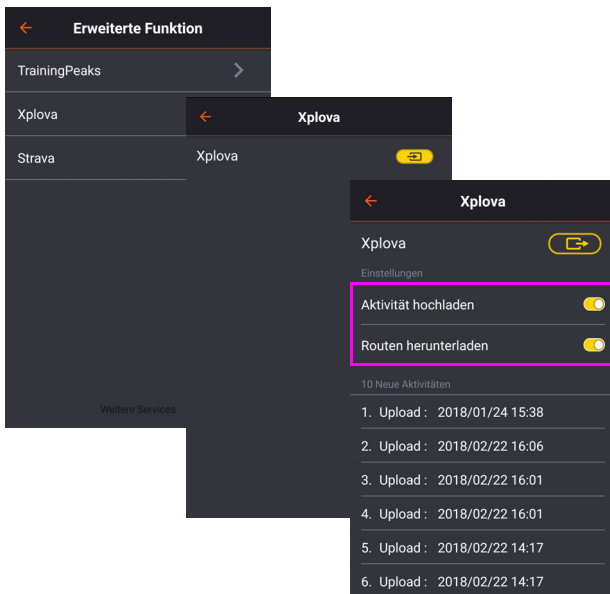 Erweiterte Funktion
TrainingPeaks
Xplova
Strava
Weitere Services
Xplova
Xplova
Xplova
Xplova
Einstellungen
Aktivität hochladen
Routen herunterladen
10 Neue Aktivitäten
1. Upload : 2018/01/24 15:38
2. Upload : 2018/02/22 16:06
3. Upload : 2018/02/22 16:01
4. Upload : 2018/02/22 16:01
5. Upload : 2018/02/22 14:17
6. Upload : 2018/02/22 14:17